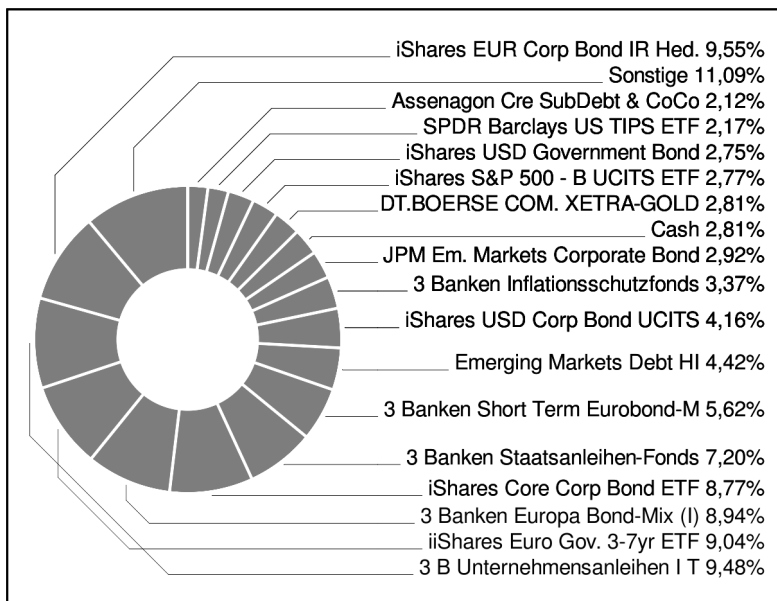 iShares EUR Corp Bond IR Hed. 9,55%
Sonstige 11,09%
Assenagon Cre SubDebt & CoCo 2,12%
SPDR Barclays US TIPS ETF 2,17%
iShares USD Government Bond 2,75%
iShares S&P 500 - B UCITS ETF 2,77%
DT.BOERSE COM. XETRA-GOLD 2,81%
Cash 2,81%
JPM Em. Markets Corporate Bond 2,92%
3 Banken Inflationsschutzfonds 3,37%
iShares USD Corp Bond UCITS 4,16%
Emerging Markets Debt HI 4,42%
3 Banken Short Term Eurobond-M 5,62%
3 Banken Staatsanleihen-Fonds 7,20%
iShares Core Corp Bond ETF 8,77%
3 Banken Europa Bond-Mix (I) 8,94%
iiShares Euro Gov. 3-7yr ETF 9,04%
3 B Unternehmensanleihen I T 9,48%